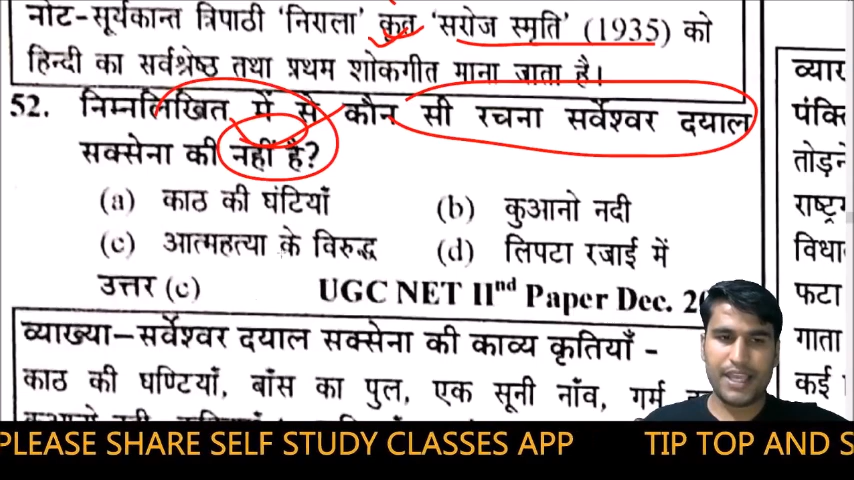 नोट-सूर्यकान्त त्रिपाठी 'निराला' कृत 'सरोज स्मृति' (1935) को
हिन्दी का सर्वश्रेष्ठ तथा प्रथम शोकगीत माना जाता है।
52. निम्नलिखित में से कौन सी रचना सर्वेश्वर दयाल
सक्सेना की नहीं है?
(a) काठ की घंटियाँ (b) कुआनो नदी
(c) आत्महत्या के विरुद्ध (d) लिपटा रजाई में
उत्तर (c) UGC NET IInd Paper Dec.
व्याख्या–सर्वेश्वर दयाल सक्सेना की काव्य कृतियाँ -
काठ की घण्टियाँ, बाँस का पुल, एक सूनी नाँव, गर्म
PLEASE SHARE SELF STUDY CLASSES APP TIP TOP AND
तोड़ने
फटा
गाता
कई